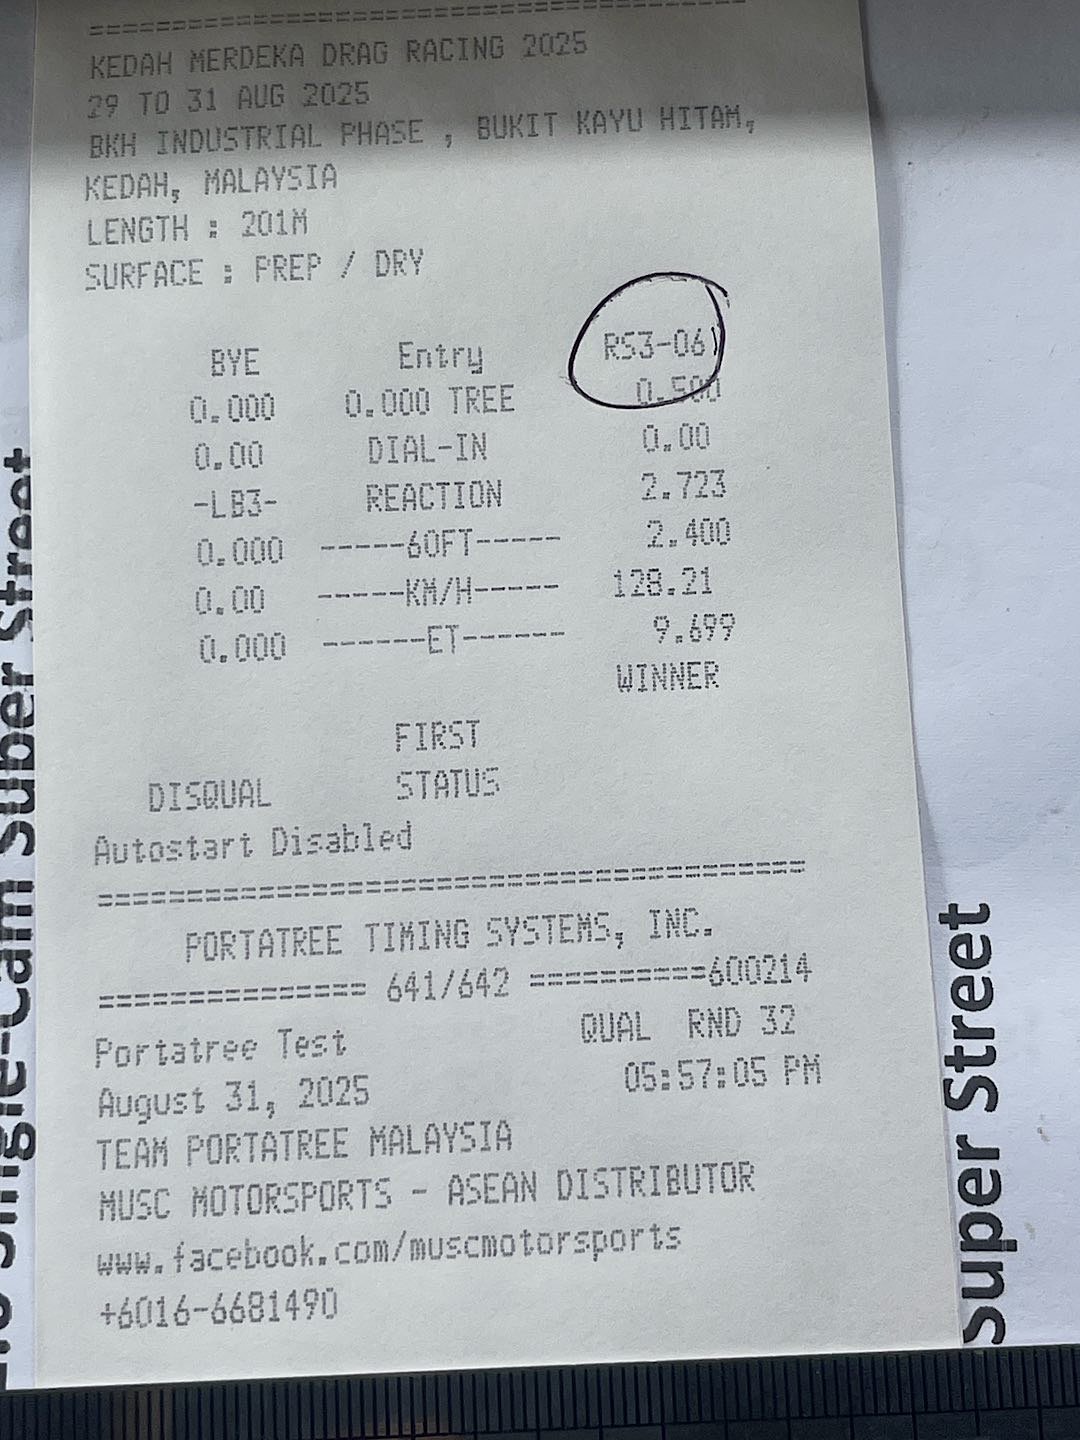 ========================================
KEDAH MERDEKA DRAG RACING 2025
29 TO 31 AUG 2025
BKH INDUSTRIAL PHASE , BUKIT KAYU HITAM,
KEDAH, MALAYSIA
LENGTH : 201M
SURFACE : PREP / DRY
BYE Entry RS3-06
0.000 0.000 TREE 0.500
0.00 DIAL-IN 0.00
-LB3- REACTION 2.723
0.000 -----60FT----- 2.400
0.00 -----KM/H----- 128.21
0.000 ------ET------ 9.699
WINNER
FIRST
DISQUAL STATUS
Autostart Disabled
========================================
PORTATREE TIMING SYSTEMS, INC.
=============== 641/642 ==========600214
Portatree Test QUAL RND 32
August 31, 2025 05:57:05 PM
TEAM PORTATREE MALAYSIA
MUSC MOTORSPORTS - ASEAN DISTRIBUTOR
www.facebook.com/muscmotorsports
+6016-6681490
Single-Cam Super Street
Super Street